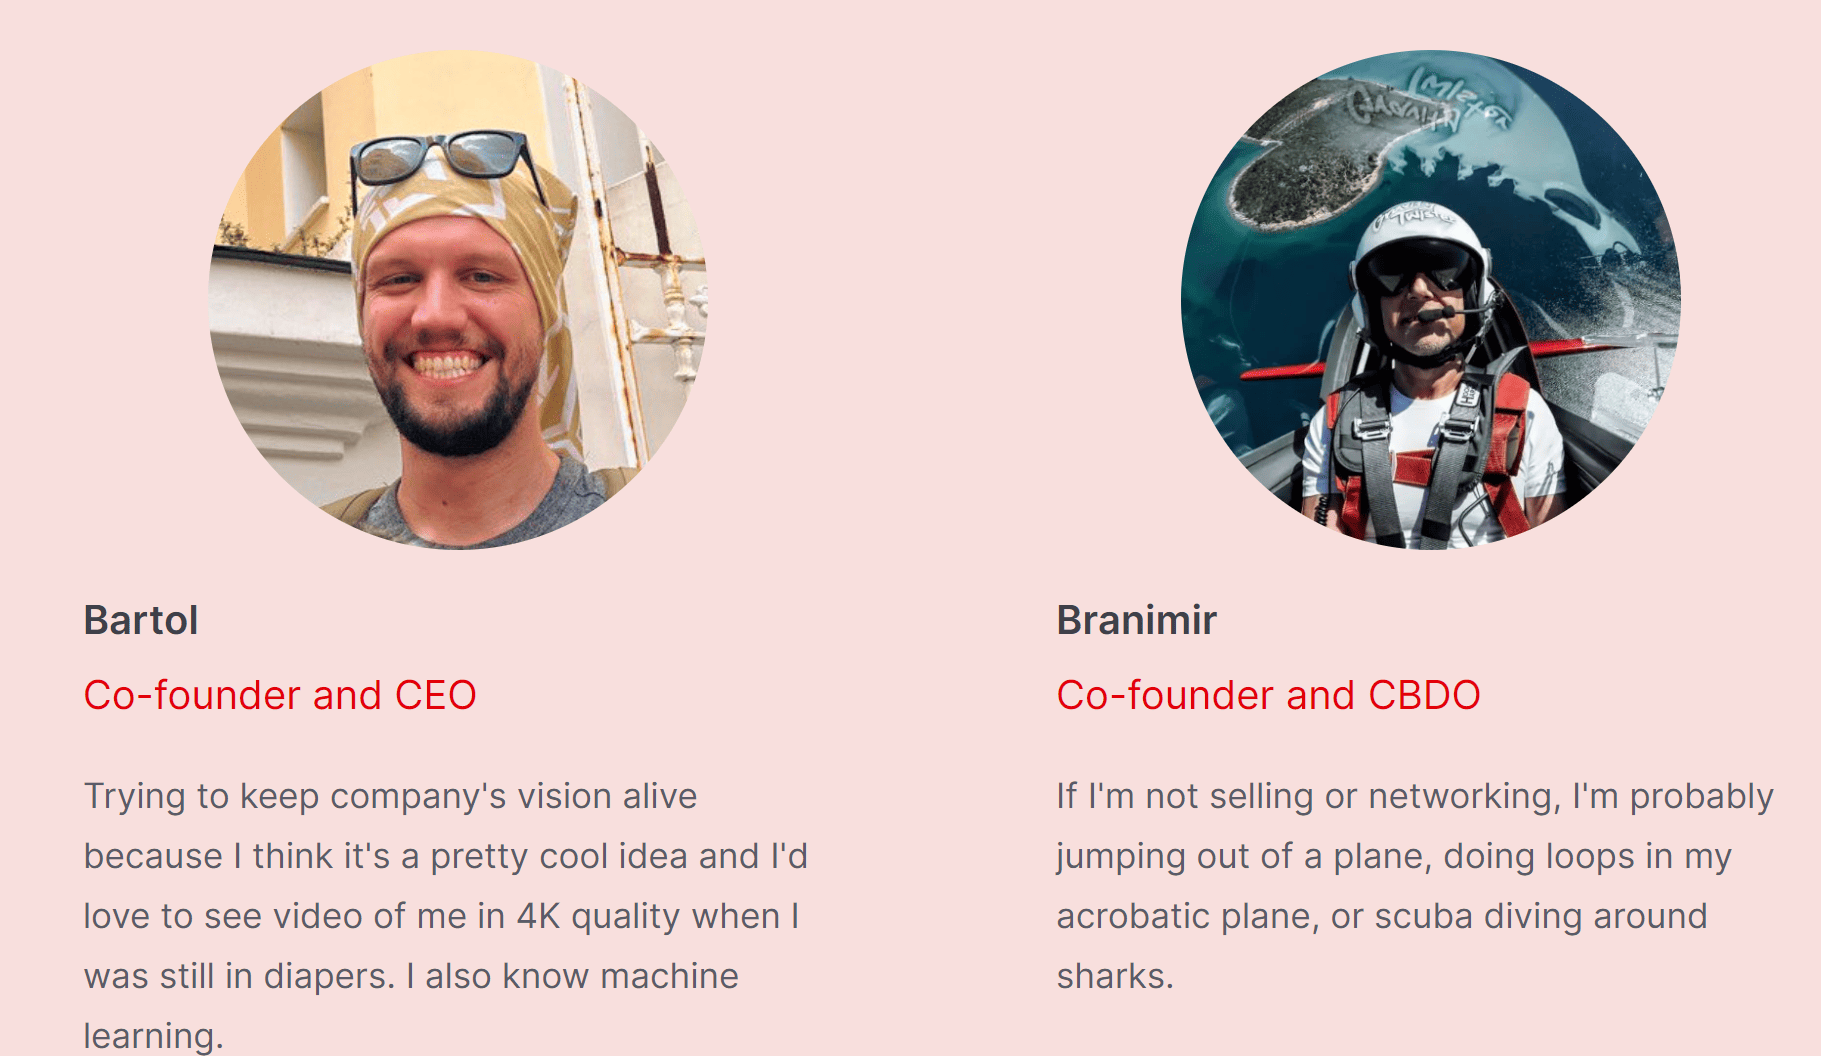 GRAVITY
TWISTER
Bartol
Co-founder and CEO
Trying to keep company's vision alive
because I think it's a pretty cool idea and I'd
love to see video of me in 4K quality when I
was still in diapers. I also know machine
learning.
Branimir
Co-founder and CBDO
If I'm not selling or networking, I'm probably
jumping out of a plane, doing loops in my
acrobatic plane, or scuba diving around
sharks.